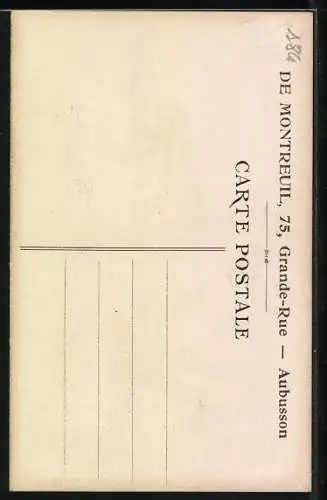 DE MONTREUIL, 75, Grande-Rue — Aubusson
CARTE POSTALE